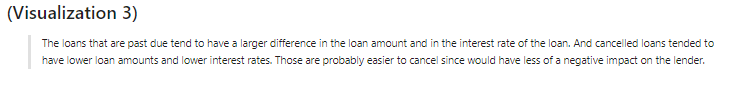 (Visualization 3)
The loans that are past due tend to have a larger difference in the loan amount and in the interest rate of the loan. And cancelled loans tended to
have lower loan amounts and lower interest rates. Those are probably easier to cancel since would have less of a negative impact on the lender.